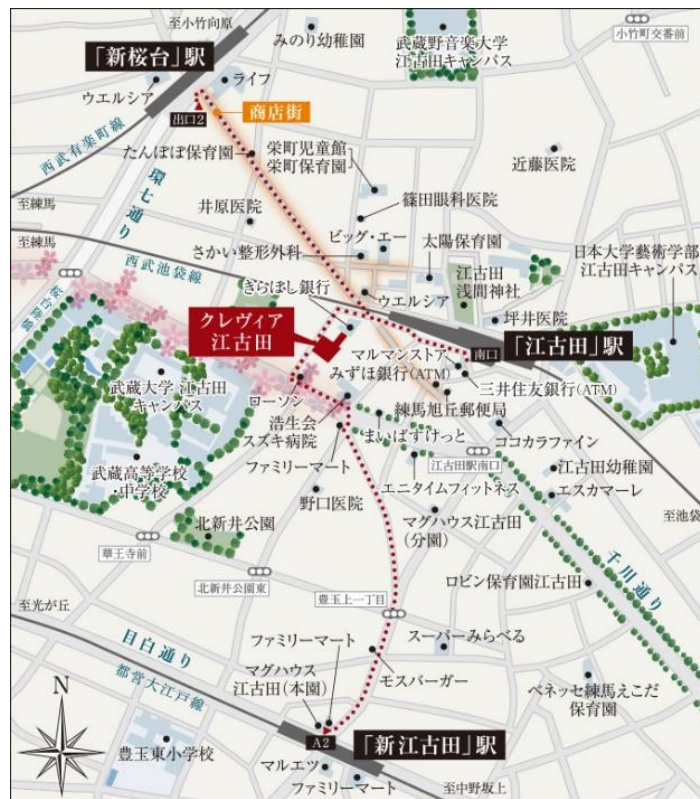 至小竹向原
「新桜台」駅
みのり幼稚園
武蔵野音楽大学
江古田キャンパス
小竹町交番前
ウエルシア
ライフ
出口2
商店街
西武有楽町線
たんぽぽ保育園
栄町児童館
栄町保育園
近藤医院
至練馬
環七通り
井原医院
篠田眼科医院
至練馬
さかい整形外科
ビッグ・エー
太陽保育園
日本大学藝術学部
江古田キャンパス
西武池袋線
桜台陸橋
きらぼし銀行
ウエルシア
江古田
浅間神社
坪井医院
クレヴィア
江古田
マルマンストア
みずほ銀行(ATM)
南口
「江古田」駅
三井住友銀行(ATM)
武蔵大学 江古田
キャンパス
ローソン
練馬旭丘郵便局
浩生会
スズキ病院
まいばすけっと
ココカラファイン
ファミリーマート
江古田駅南口
江古田幼稚園
武蔵高等学校
・中学校
エニタイムフィットネス
エスカマーレ
野口医院
至池袋
北新井公園
マグハウス江古田
(分園)
華王寺前
千川通り
北新井公園東
豊玉上一丁目
ロビン保育園江古田
至光が丘
目白通り
ファミリーマート
スーパーみらべる
都営大江戸線
マグハウス
江古田(本園)
モスバーガー
ベネッセ練馬えこだ
保育園
N
A2
「新江古田」駅
豊玉東小学校
マルエツ
ファミリーマート
至中野坂上